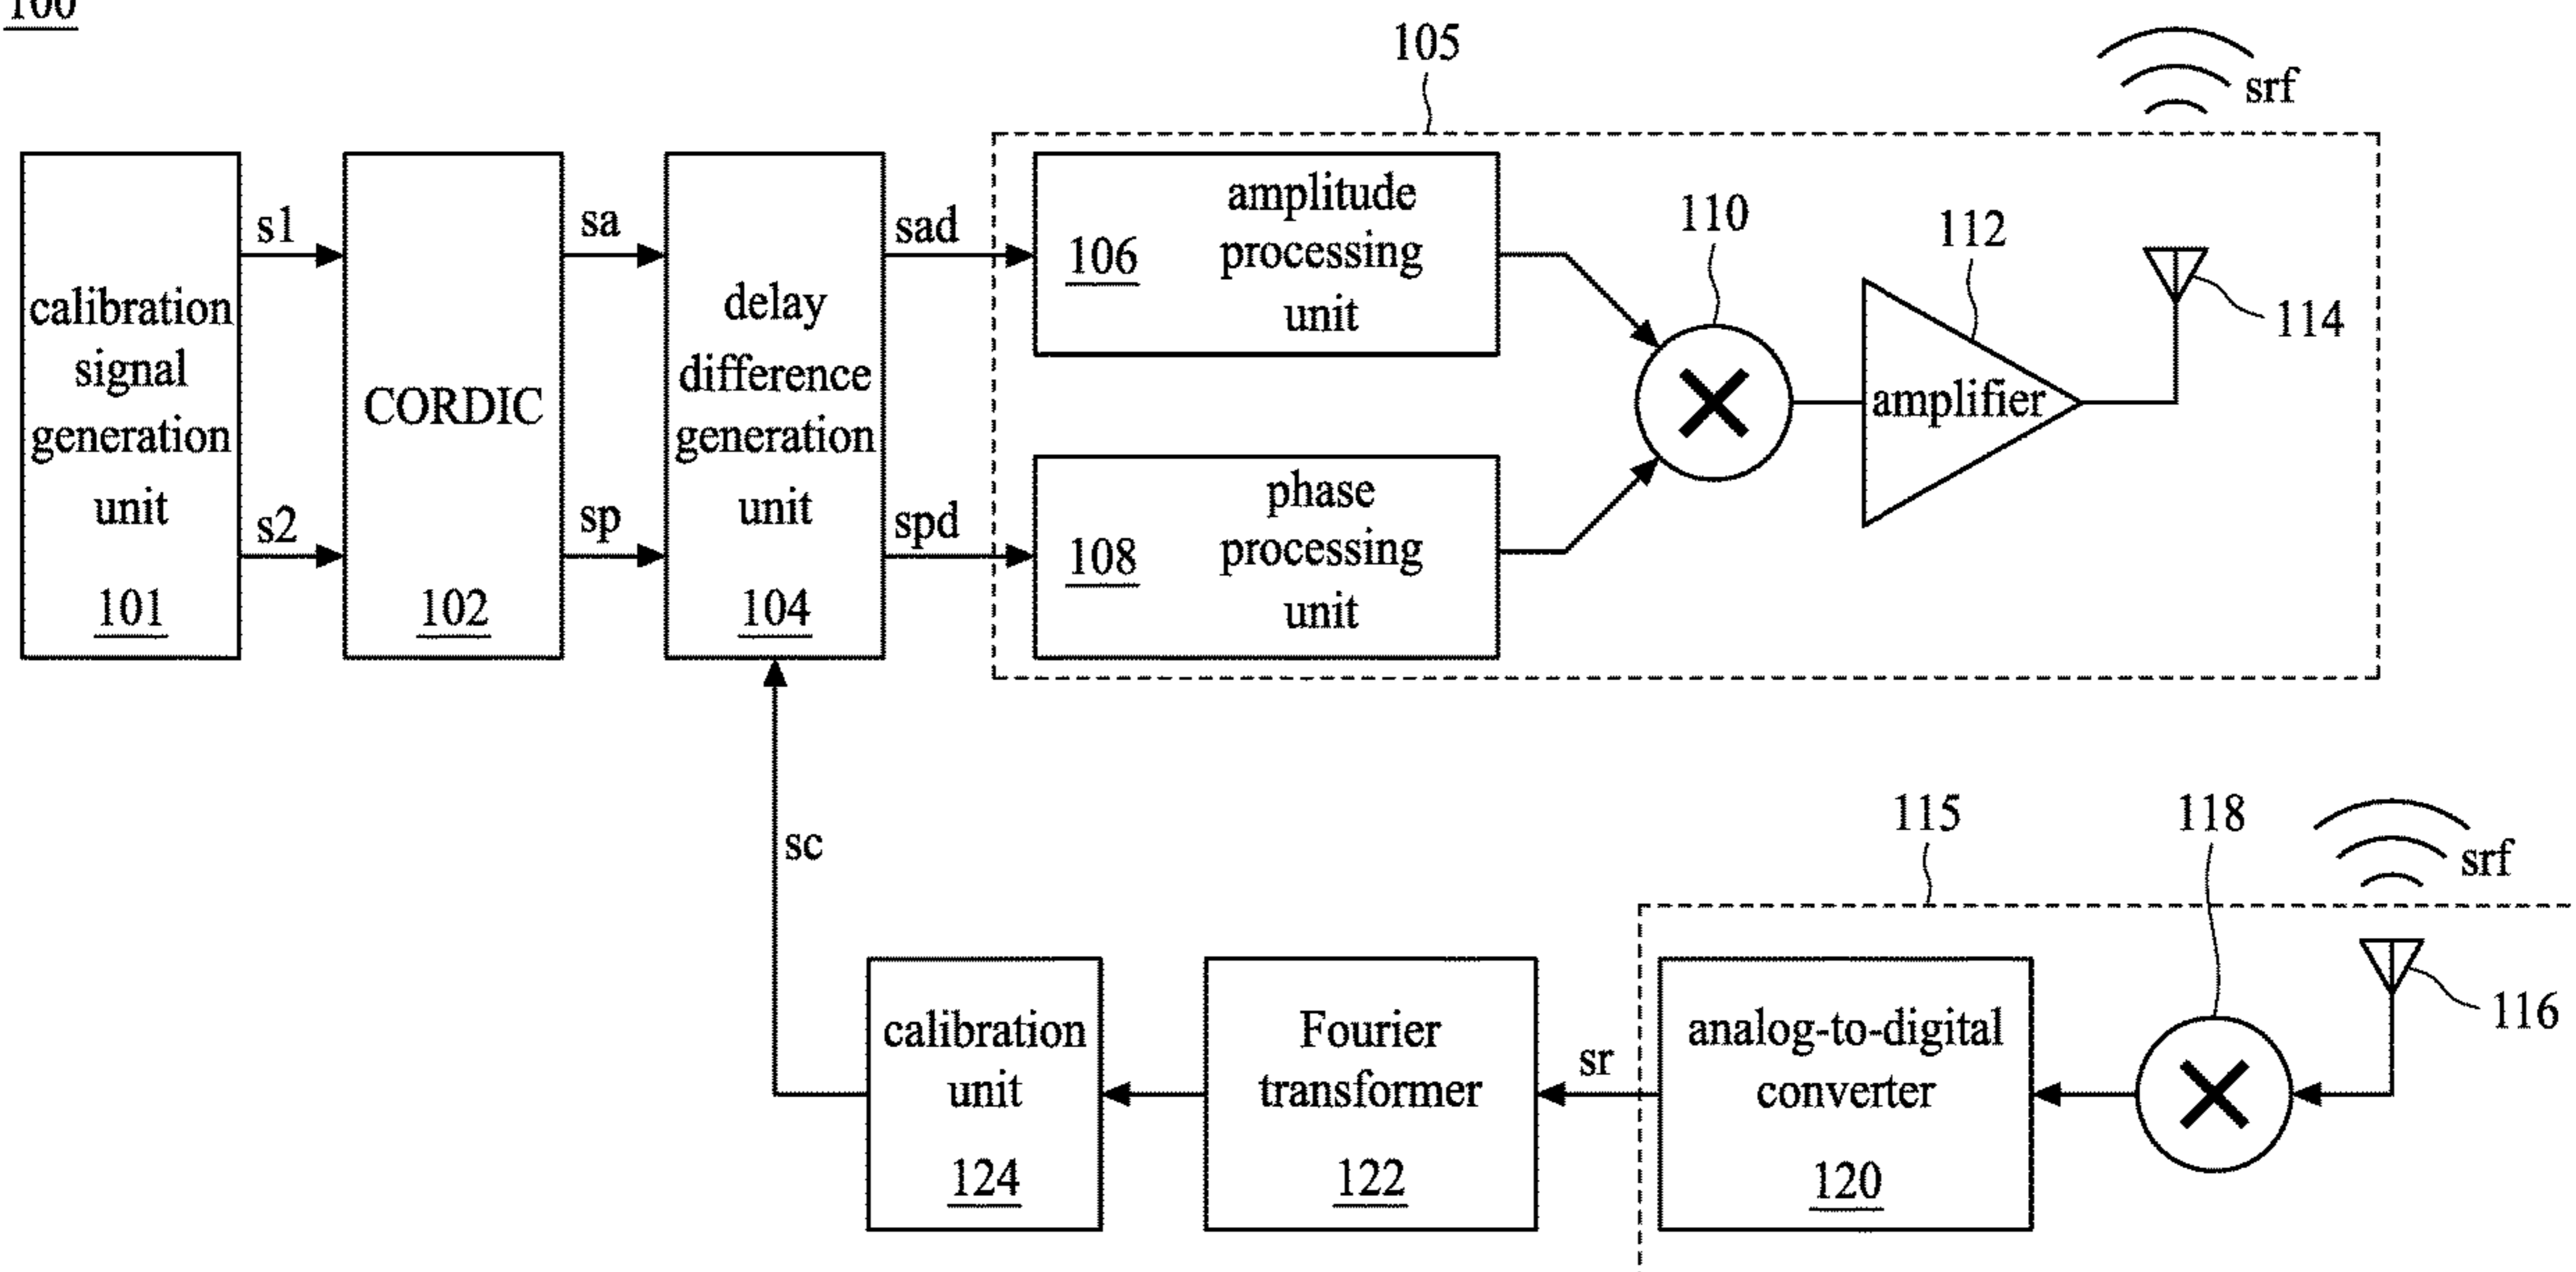 100
105
srf
calibration
signal
generation
unit
101
s1
s2
CORDIC
102
sa
sp
delay
difference
generation
unit
104
sad
spd
106
amplitude
processing
unit
108
phase
processing
unit
110
112
amplifier
114
sc
115
118
srf
calibration
unit
124
Fourier
transformer
122
sr
analog-to-digital
converter
120
116